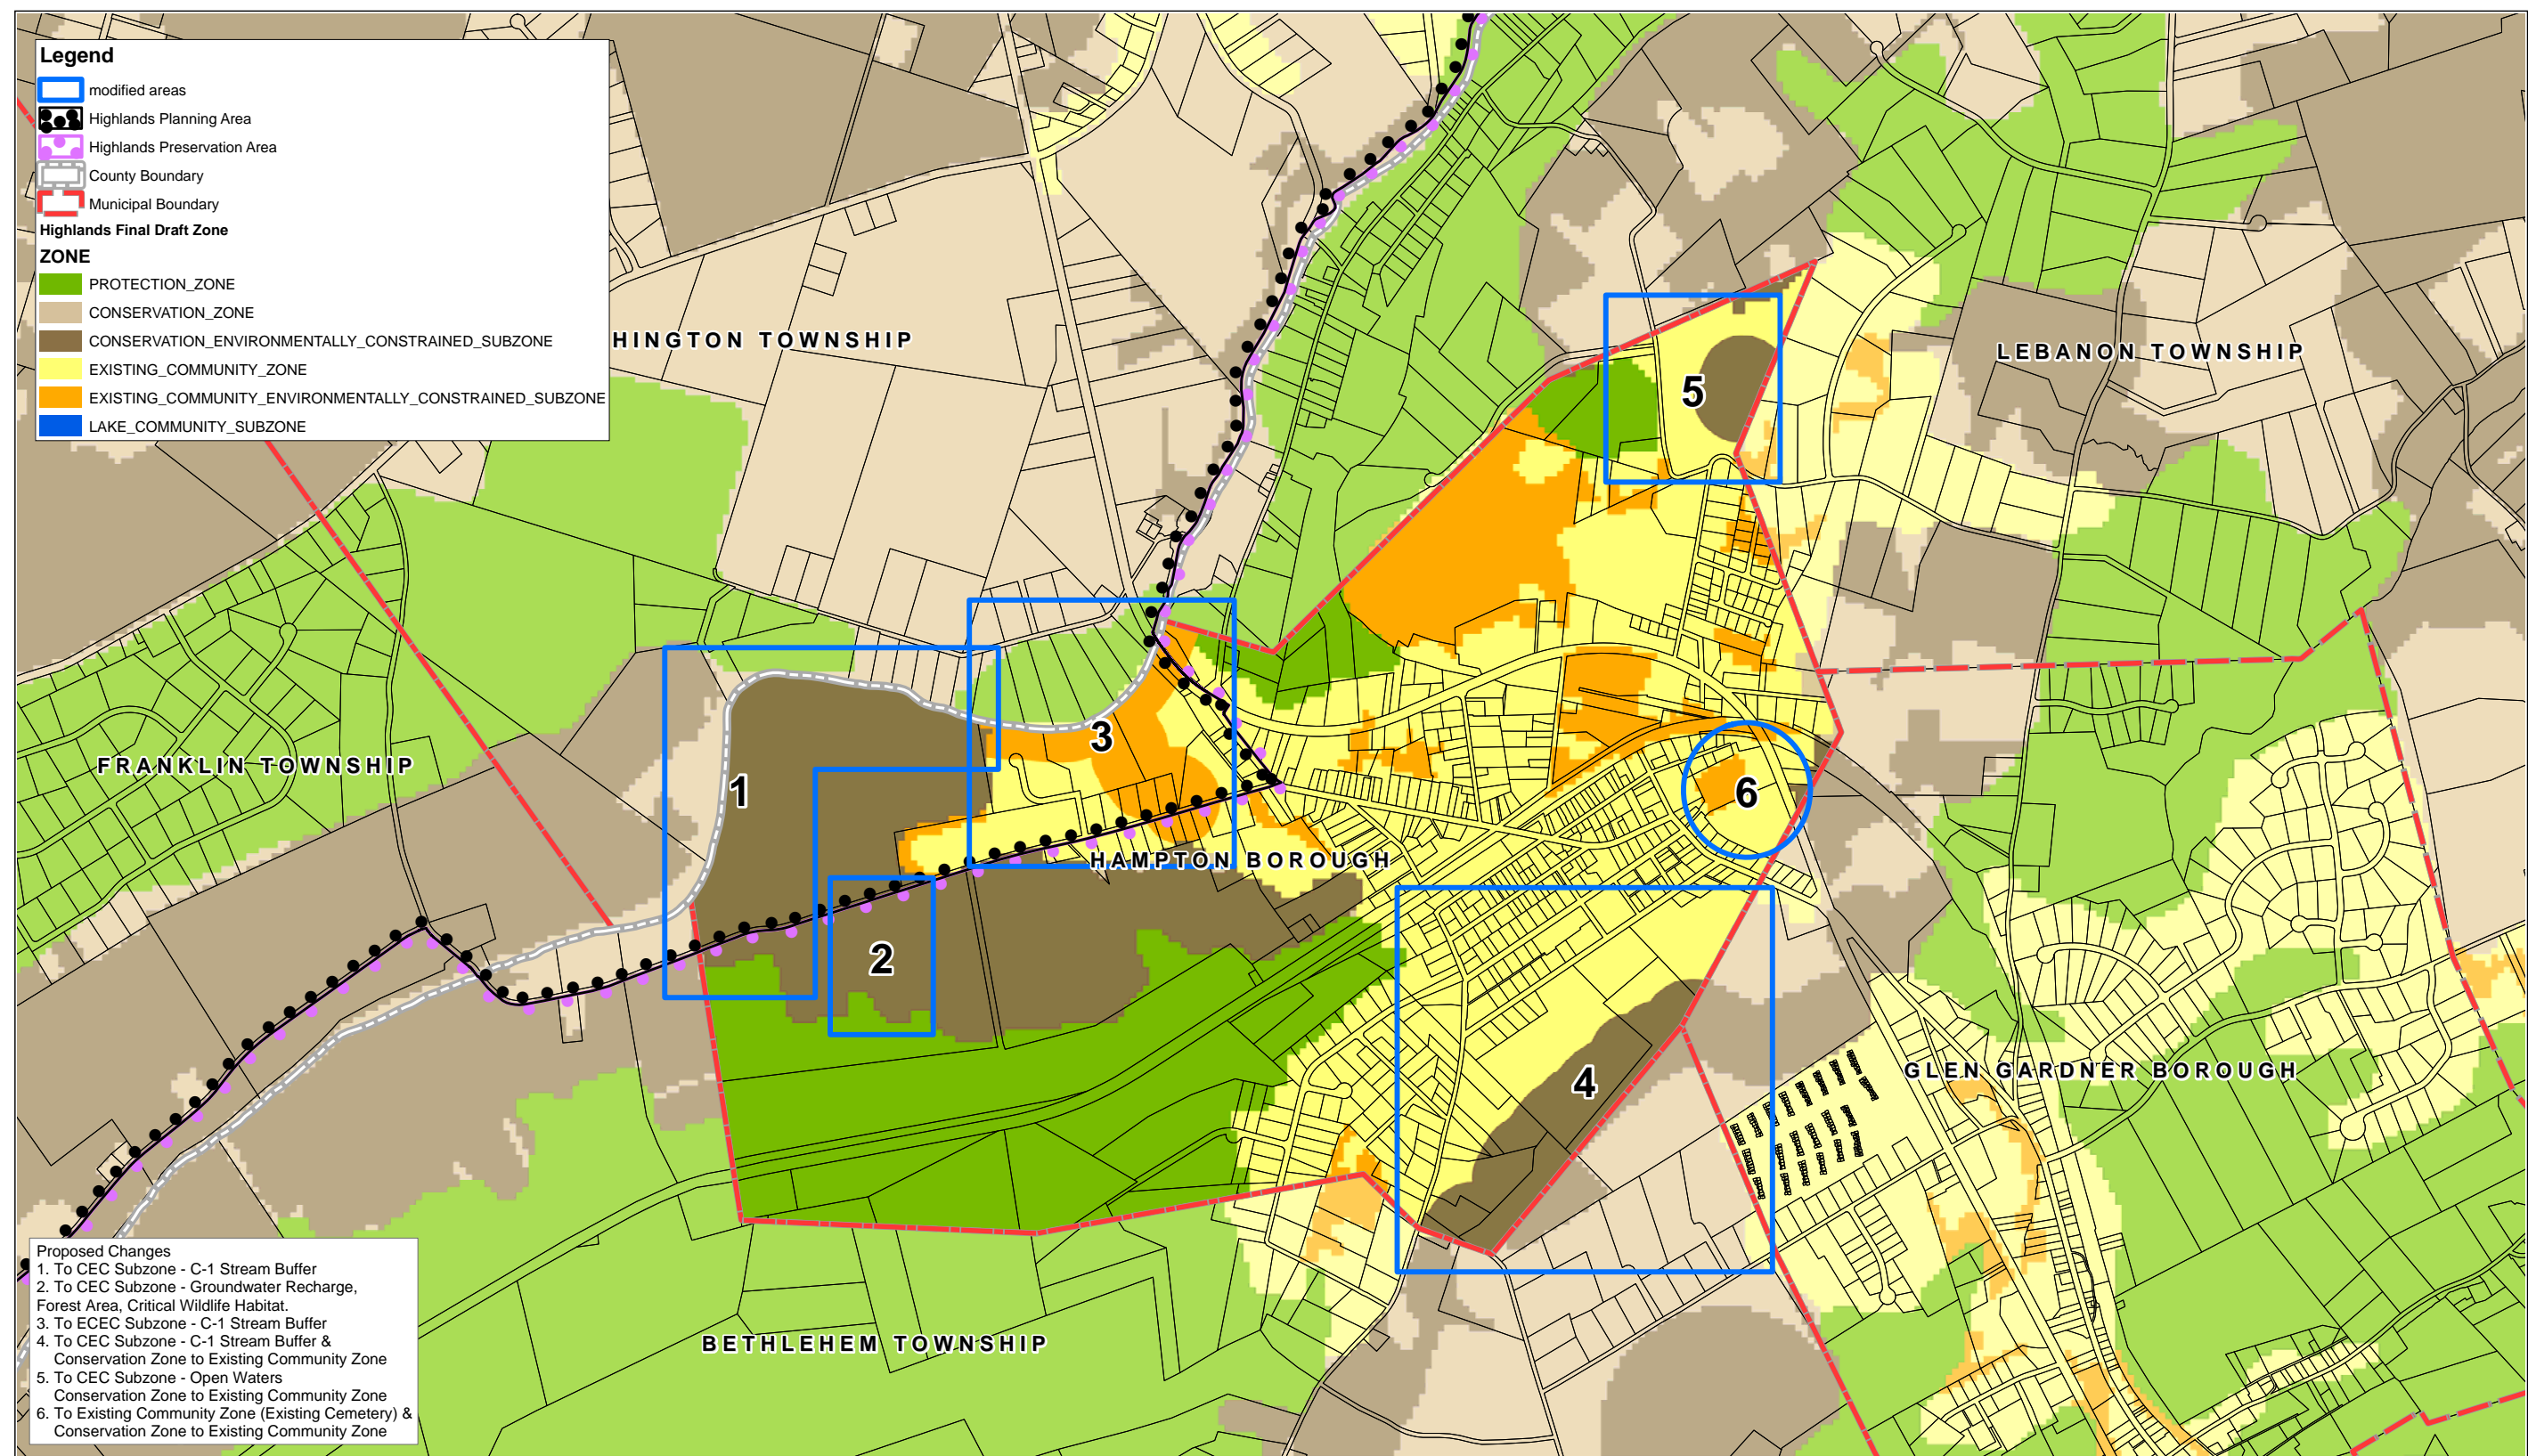 Legend
modified areas
Highlands Planning Area
Highlands Preservation Area
County Boundary
Municipal Boundary
Highlands Final Draft Zone
ZONE
PROTECTION_ZONE
CONSERVATION_ZONE
CONSERVATION_ENVIRONMENTALLY_CONSTRAINED_SUBZONE
EXISTING_COMMUNITY_ZONE
EXISTING_COMMUNITY_ENVIRONMENTALLY_CONSTRAINED_SUBZONE
LAKE_COMMUNITY_SUBZONE
HINGTON TOWNSHIP
LEBANON TOWNSHIP
5
3
FRANKLIN TOWNSHIP
1
6
HAMPTON BOROUGH
2
4
GLEN GARDNER BOROUGH
BETHLEHEM TOWNSHIP
Proposed Changes
1. To CEC Subzone - C-1 Stream Buffer
2. To CEC Subzone - Groundwater Recharge,
Forest Area, Critical Wildlife Habitat.
3. To ECEC Subzone - C-1 Stream Buffer
4. To CEC Subzone - C-1 Stream Buffer &
Conservation Zone to Existing Community Zone
5. To CEC Subzone - Open Waters
Conservation Zone to Existing Community Zone
6. To Existing Community Zone (Existing Cemetery) &
Conservation Zone to Existing Community Zone